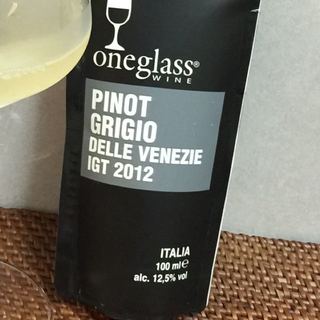 oneglass®
WINE
PINOT
GRIGIO
DELLE VENEZIE
IGT 2012
ITALIA
100 ml e
alc. 12,5% vol